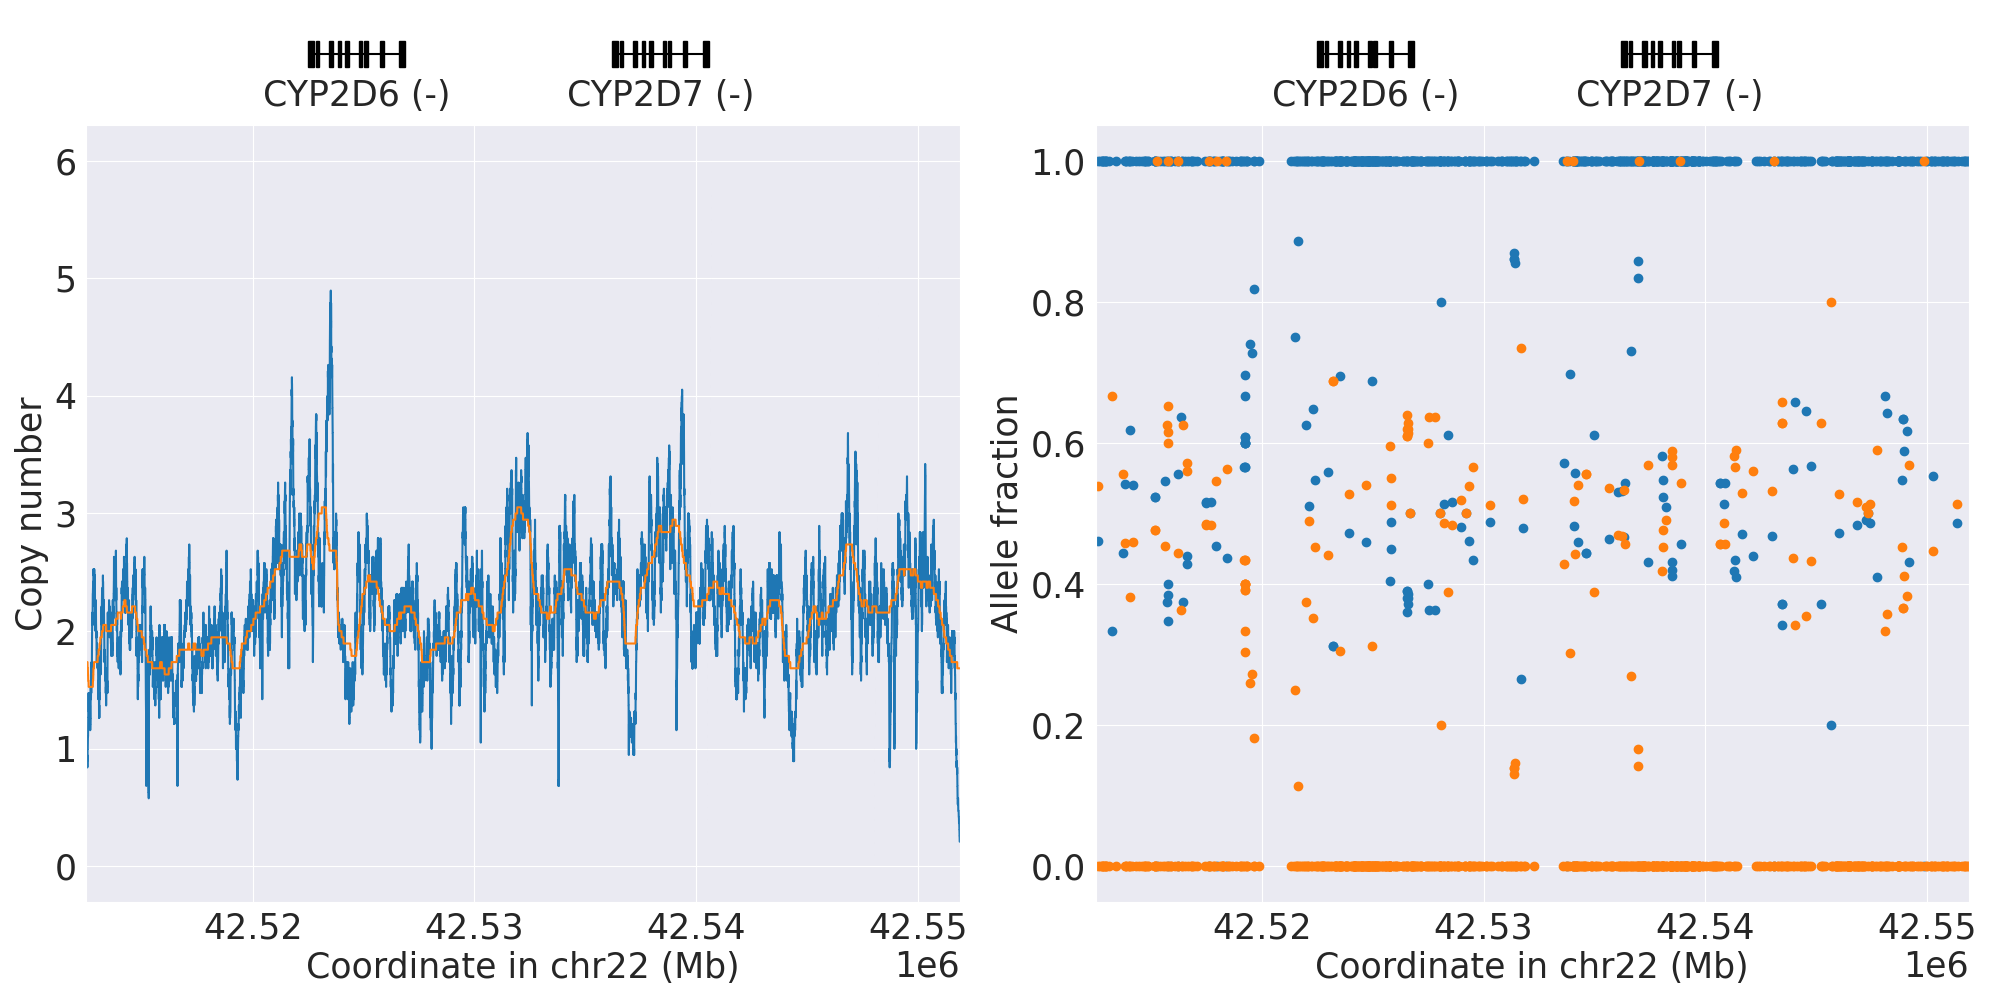 CYP2D6 (-) CYP2D7 (-)
Copy number
6
5
4
3
2
1
0
42.52 42.53 42.54 42.55
Coordinate in chr22 (Mb)
1e6
CYP2D6 (-) CYP2D7 (-)
Allele fraction
1.0
0.8
0.6
0.4
0.2
0.0
42.52 42.53 42.54 42.55
Coordinate in chr22 (Mb)
1e6